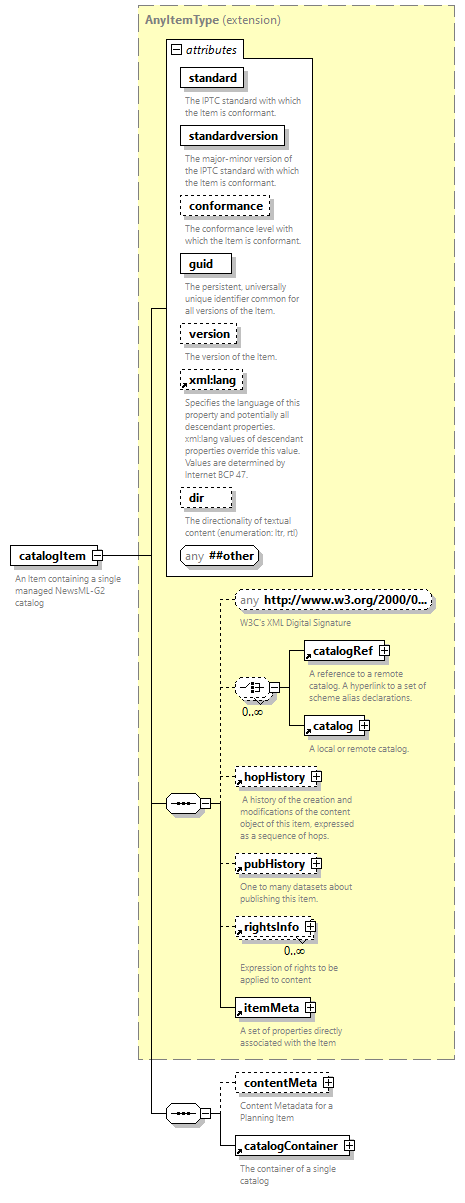 AnyItemType (extension)
attributes
standard
The IPTC standard with which
the Item is conformant.
standardversion
The major-minor version of
the IPTC standard with which
the Item is conformant.
conformance
The conformance level with
which the Item is conformant.
guid
The persistent, universally
unique identifier common for
all versions of the Item.
version
The version of the Item.
xml:lang
Specifies the language of this
property and potentially all
descendant properties.
xml:lang values of descendant
properties override this value.
Values are determined by
Internet BCP 47.
dir
The directionality of textual
content (enumeration: ltr, rtl)
any ##other
catalogItem
An Item containing a single
managed NewsML-G2
catalog
any http://www.w3.org/2000/0...
W3C's XML Digital Signature
catalogRef
A reference to a remote
catalog. A hyperlink to a set of
scheme alias declarations.
0..∞
catalog
A local or remote catalog.
hopHistory
A history of the creation and
modifications of the content
object of this item, expressed
as a sequence of hops.
pubHistory
One to many datasets about
publishing this item.
rightsInfo
0..∞
Expression of rights to be
applied to content
itemMeta
A set of properties directly
associated with the Item
contentMeta
Content Metadata for a
Planning Item
catalogContainer
The container of a single
catalog